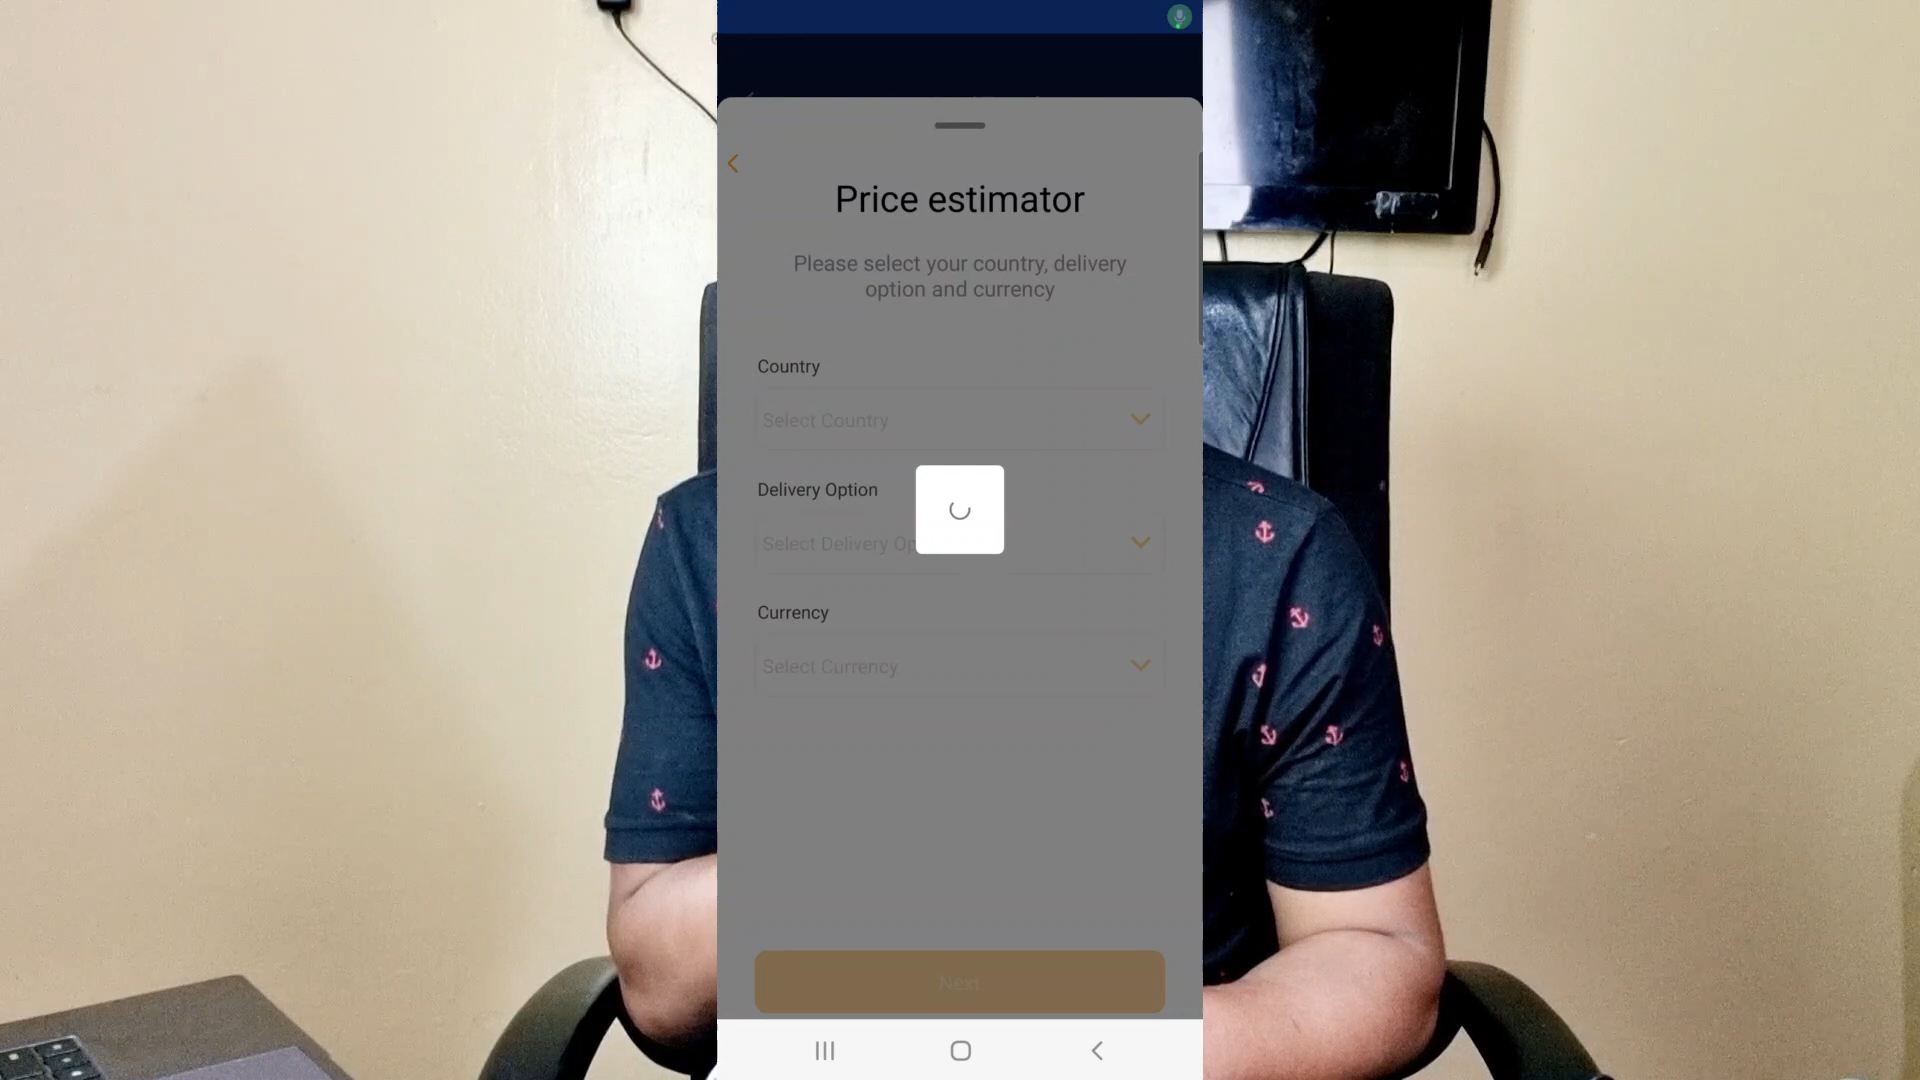 Price estimator
Please select your country, delivery
option and currency
Country
Select Country
Delivery Option
Select Delivery Op
Currency
Select Currency
Next